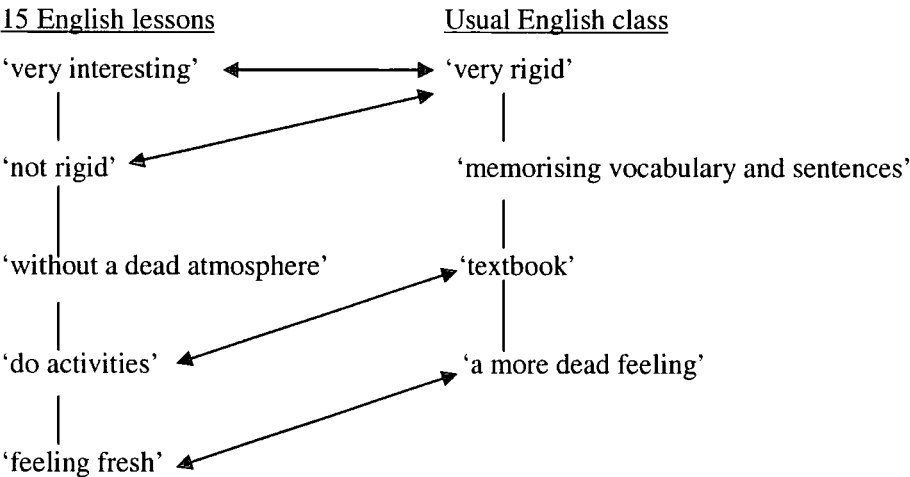 15 English lessons
Usual English class
‘very interesting’
‘very rigid’
‘not rigid’
‘memorising vocabulary and sentences’
‘without a dead atmosphere’
‘textbook’
‘do activities’
‘a more dead feeling’
‘feeling fresh’